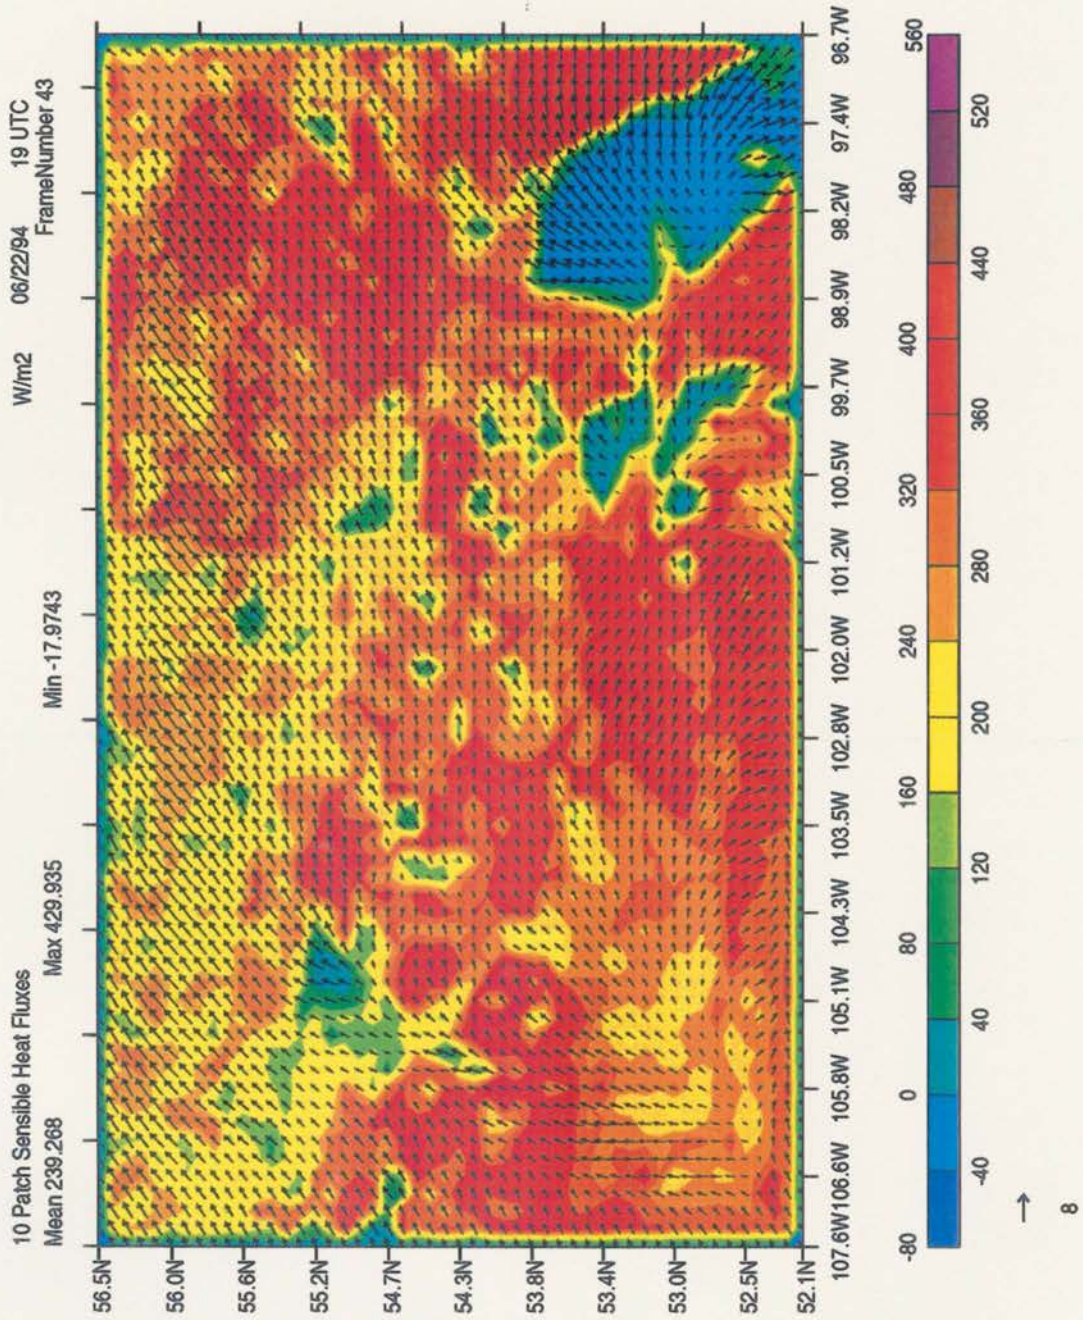 10 Patch Sensible Heat Fluxes W/m2 06/22/94 19 UTC
Mean 239.268 Max 429.935 Min -17.9743 FrameNumber 43
56.5N
56.0N
55.6N
55.2N
54.7N
54.3N
53.8N
53.4N
53.0N
52.5N
52.1N
107.6W 106.6W 105.8W 105.1W 104.3W 103.5W 102.8W 102.0W 101.2W 100.5W 99.7W 98.9W 98.2W 97.4W 96.7W
-80 0 80 160 240 320 400 480 560
-40 40 120 200 280 360 440 520
8